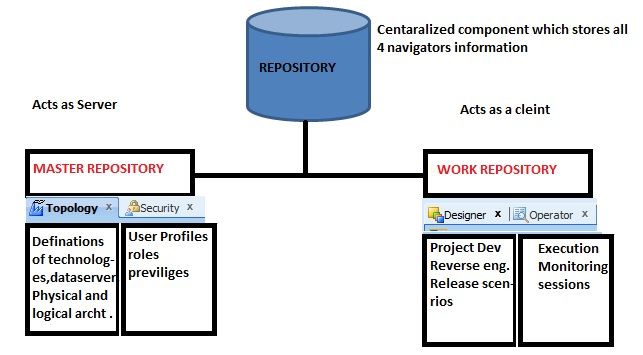 Centaralized component which stores all
4 navigators information
REPOSITORY
Acts as Server
Acts as a cleint
MASTER REPOSITORY
WORK REPOSITORY
Topology x
Security x
Designer x
Operator x
Definations
of technolog-
es,dataserver
Physical and
logical archt .
User Profiles
roles
previliges
Project Dev
Reverse eng.
Release scen-
rios
Execution
Monitoring
sessions